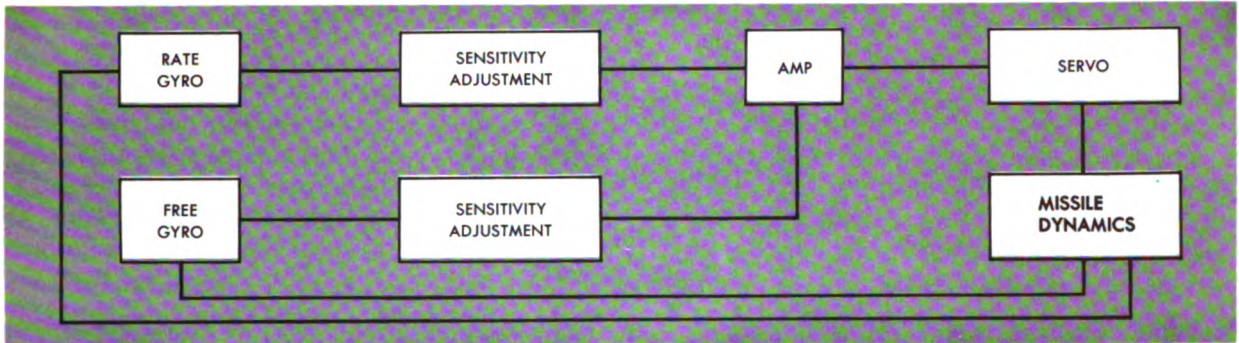 RATE
GYRO
SENSITIVITY
ADJUSTMENT
AMP
SERVO
FREE
GYRO
SENSITIVITY
ADJUSTMENT
MISSILE
DYNAMICS